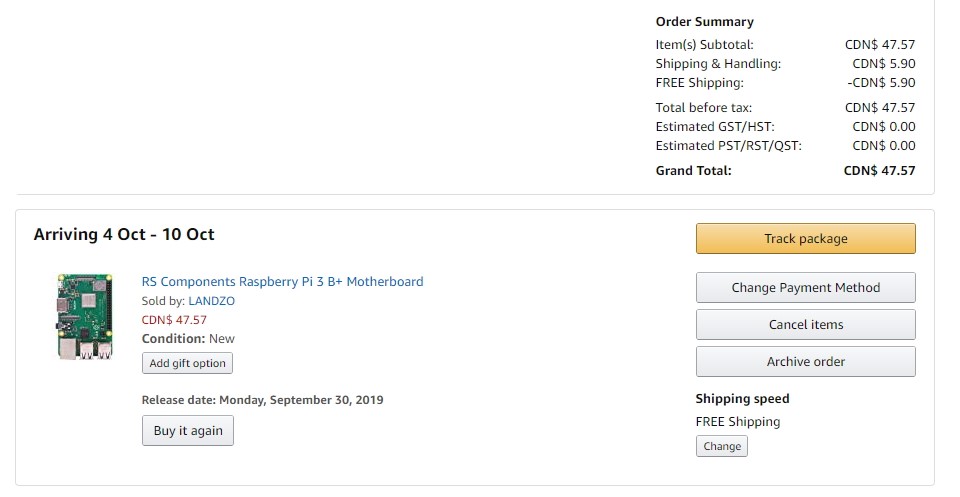 Order Summary
Item(s) Subtotal: CDN$ 47.57
Shipping & Handling: CDN$ 5.90
FREE Shipping: -CDN$ 5.90
Total before tax: CDN$ 47.57
Estimated GST/HST: CDN$ 0.00
Estimated PST/RST/QST: CDN$ 0.00
Grand Total: CDN$ 47.57
Arriving 4 Oct - 10 Oct
RS Components Raspberry Pi 3 B+ Motherboard
Sold by: LANDZO
CDN$ 47.57
Condition: New
Add gift option
Release date: Monday, September 30, 2019
Buy it again
Track package
Change Payment Method
Cancel items
Archive order
Shipping speed
FREE Shipping
Change